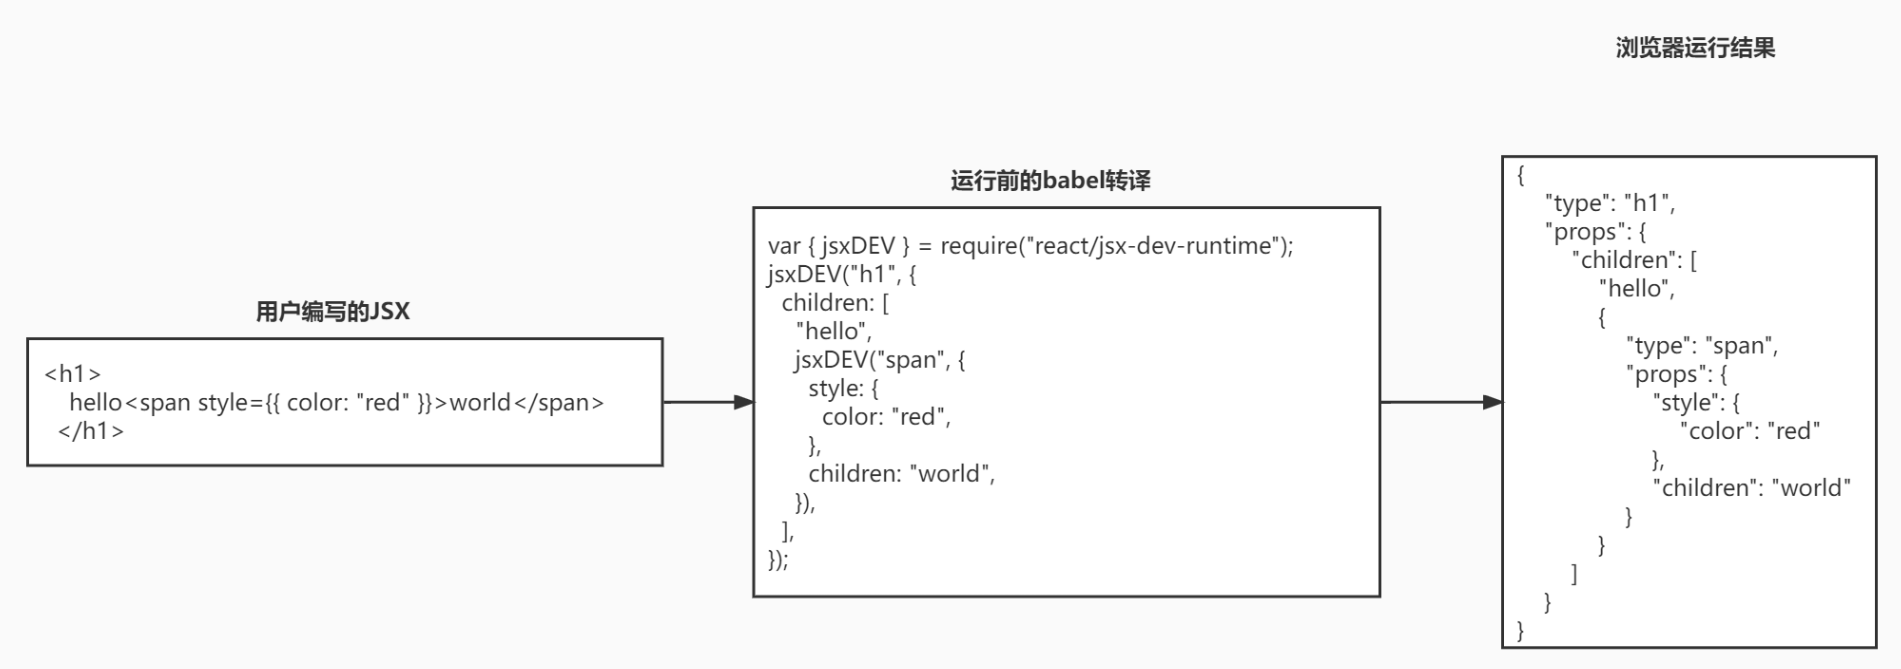 用户编写的JSX
<h1>
hello<span style={{ color: "red" }}>world</span>
</h1>
运行前的babel转译
var { jsxDEV } = require("react/jsx-dev-runtime");
jsxDEV("h1", {
children: [
"hello",
jsxDEV("span", {
style: {
color: "red",
},
children: "world",
}),
],
});
浏览器运行结果
{
"type": "h1",
"props": {
"children": [
"hello",
{
"type": "span",
"props": {
"style": {
"color": "red"
},
"children": "world"
}
}
]
}
}